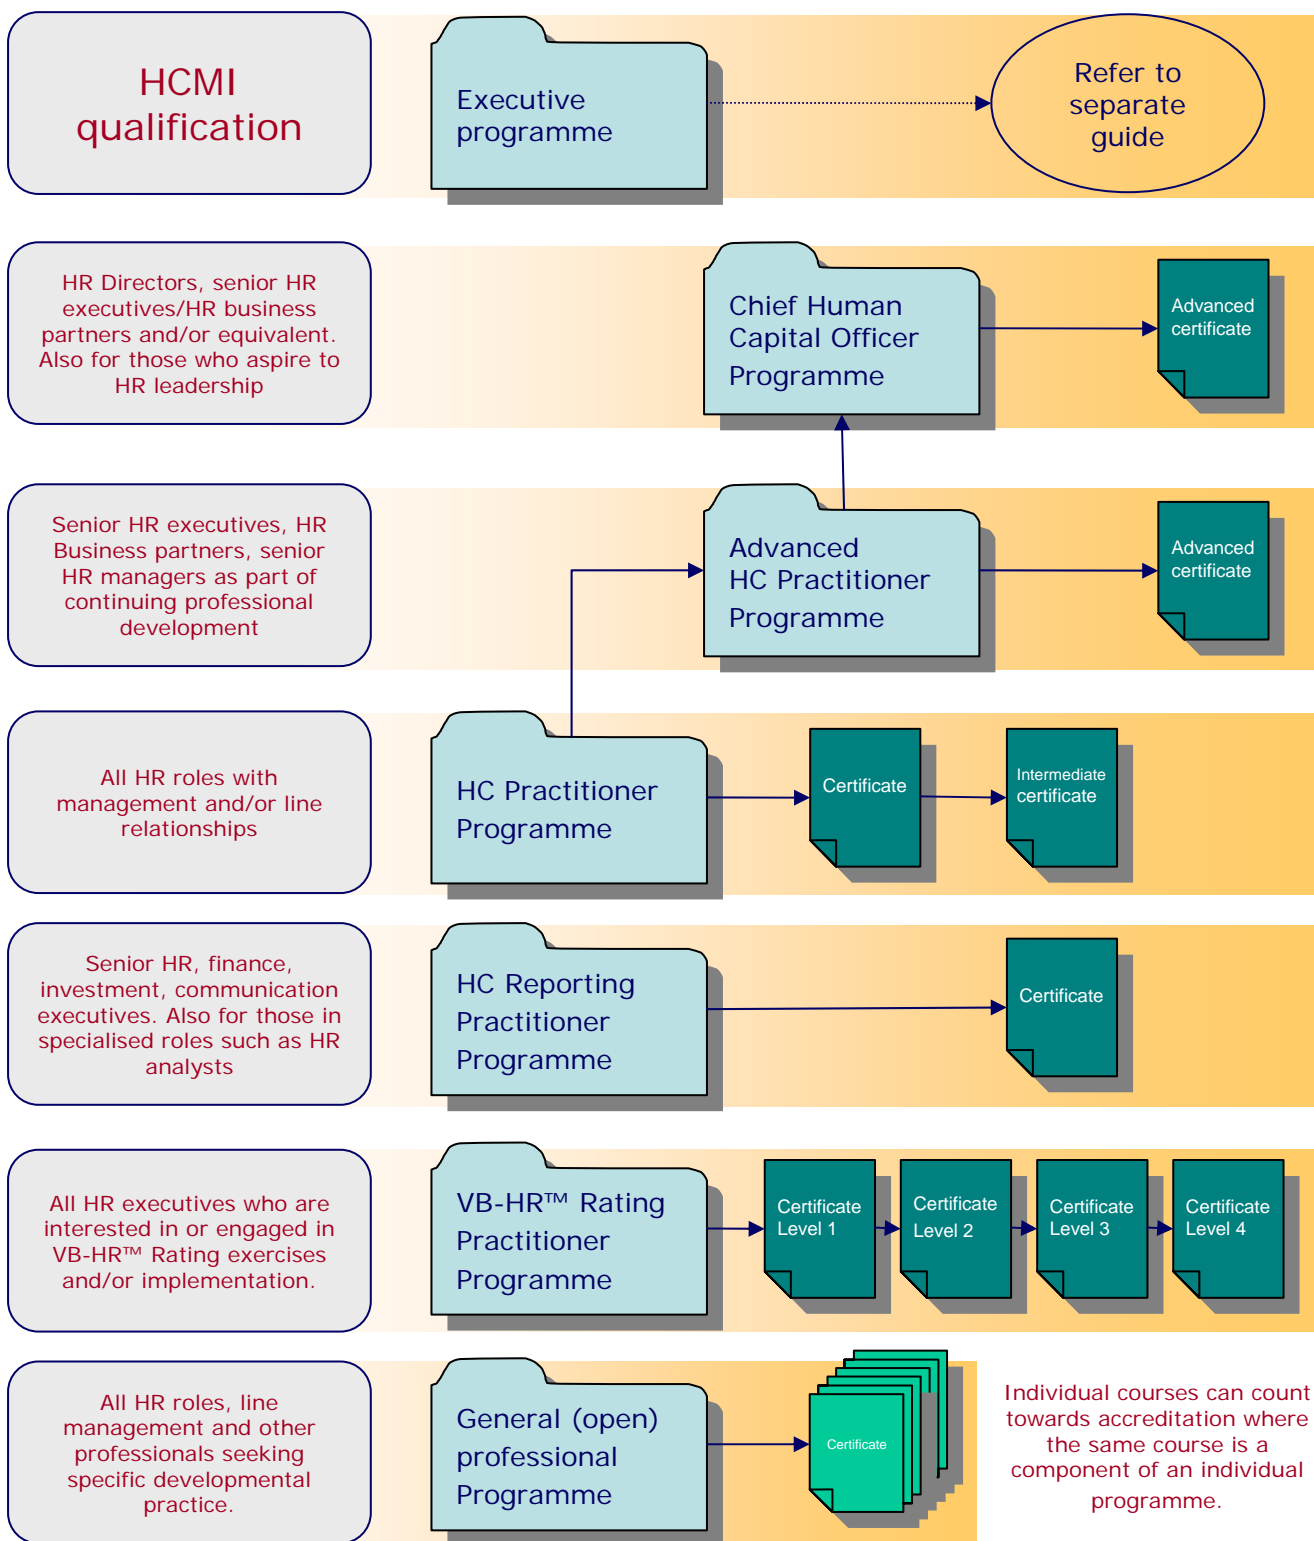 HCMI
qualification
Executive
programme
Refer to
separate
guide
HR Directors, senior HR
executives/HR business
partners and/or equivalent.
Also for those who aspire to
HR leadership
Chief Human
Capital Officer
Programme
Advanced
certificate
Senior HR executives, HR
Business partners, senior
HR managers as part of
continuing professional
development
Advanced
HC Practitioner
Programme
Advanced
certificate
All HR roles with
management and/or line
relationships
HC Practitioner
Programme
Certificate
Intermediate
certificate
Senior HR, finance,
investment, communication
executives. Also for those in
specialised roles such as HR
analysts
HC Reporting
Practitioner
Programme
Certificate
All HR executives who are
interested in or engaged in
VB-HR™ Rating exercises
and/or implementation.
VB-HR™ Rating
Practitioner
Programme
Certificate
Level 1
Certificate
Level 2
Certificate
Level 3
Certificate
Level 4
All HR roles, line
management and other
professionals seeking
specific developmental
practice.
General (open)
professional
Programme
Certificate
Individual courses can count
towards accreditation where
the same course is a
component of an individual
programme.